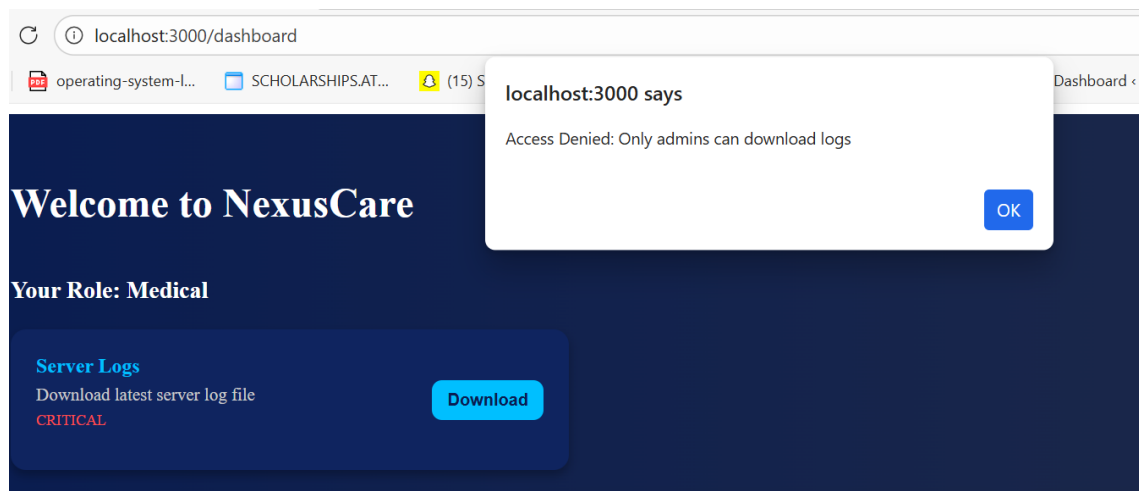 localhost:3000/dashboard
PDF operating-system-l... SCHOLARSHIPS.AT... (15) S Dashboard ‹
localhost:3000 says
Access Denied: Only admins can download logs
OK
Welcome to NexusCare
Your Role: Medical
Server Logs
Download latest server log file
CRITICAL
Download